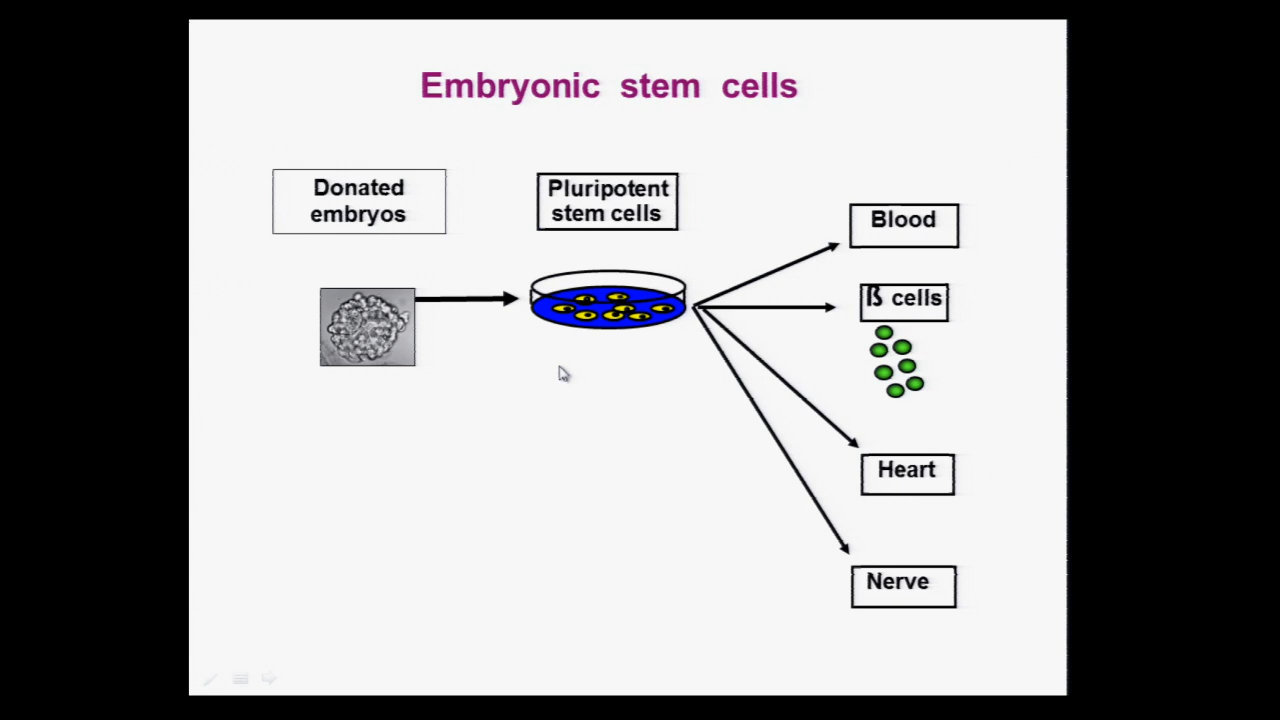 Embryonic stem cells
Donated
embryos
Pluripotent
stem cells
Blood
ß cells
Heart
Nerve